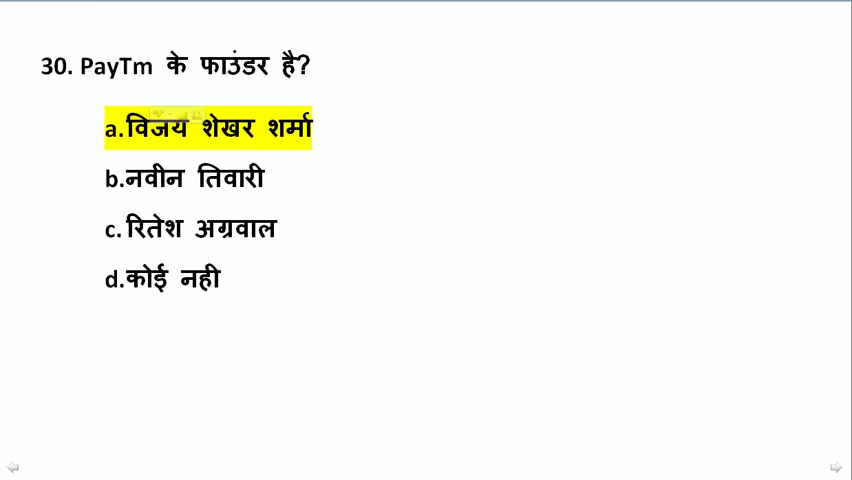 30. PayTm के फाउंडर है?
a.विजय शेखर शर्मा
b.नवीन तिवारी
c. रितेश अग्रवाल
d.कोई नही